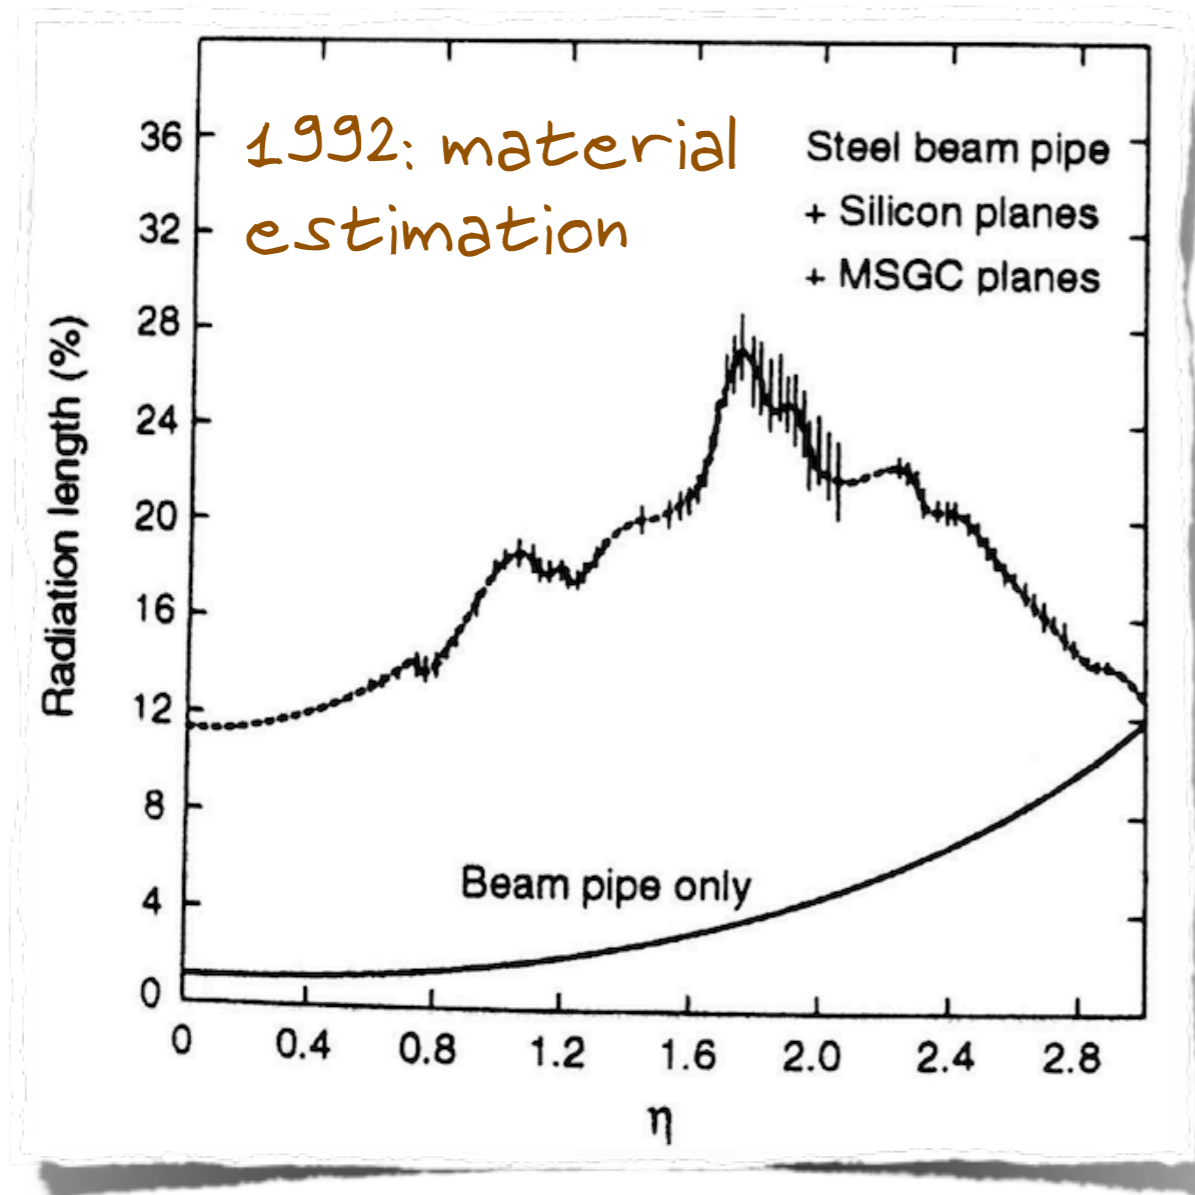 1992: material
estimation
Steel beam pipe
+ Silicon planes
+ MSGC planes
Radiation length (%)
36
32
28
24
20
16
12
8
4
0
Beam pipe only
0 0.4 0.8 1.2 1.6 2.0 2.4 2.8
η